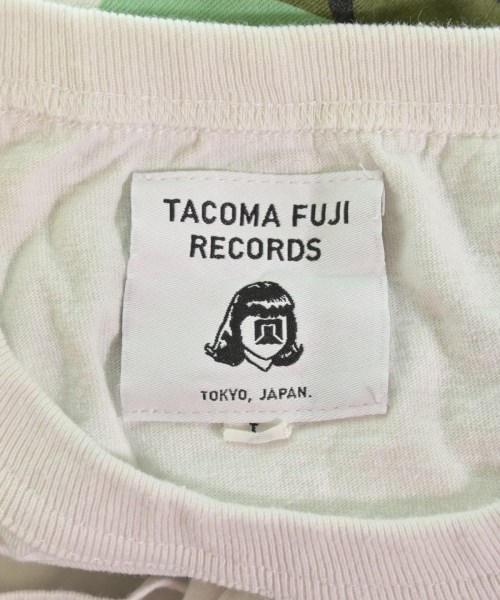 TACOMA FUJI
RECORDS
TOKYO, JAPAN.